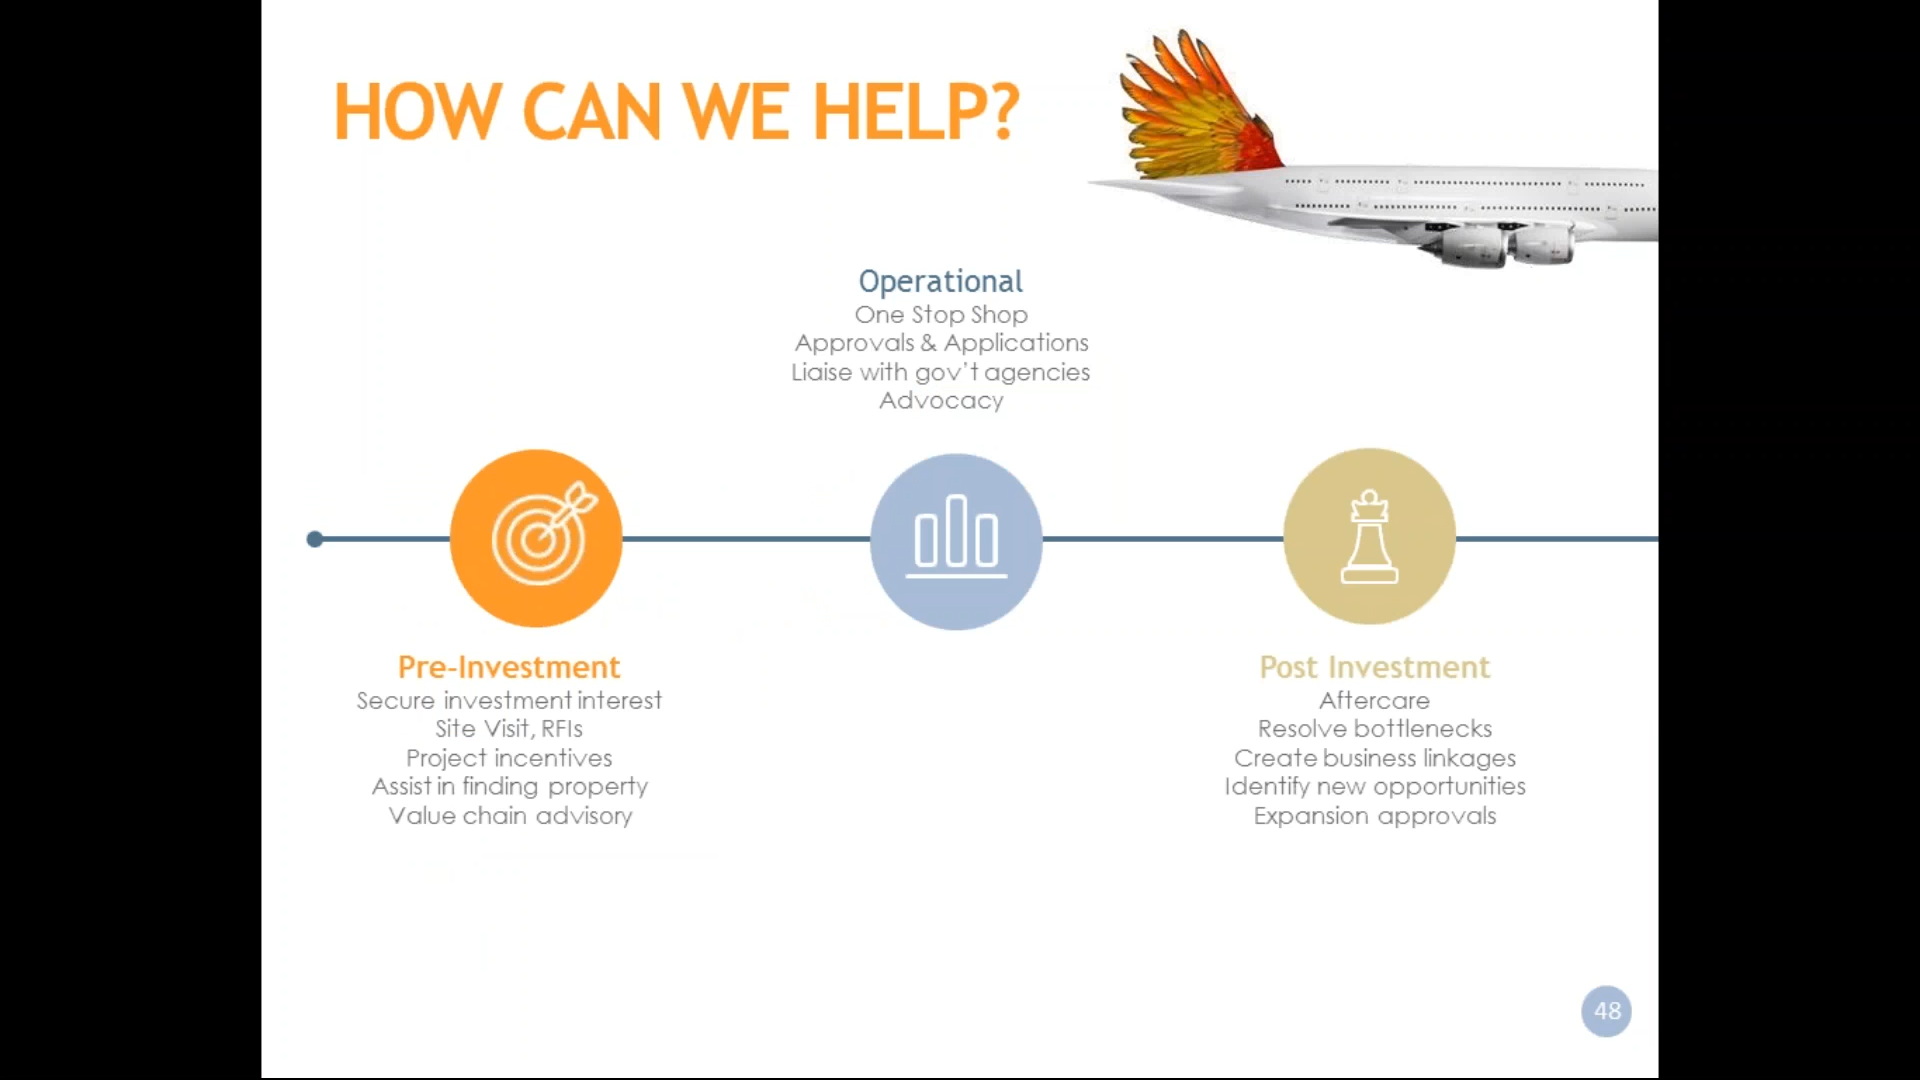 HOW CAN WE HELP?
Operational
One Stop Shop
Approvals & Applications
Liaise with gov't agencies
Advocacy
Pre-Investment
Secure investment interest
Site Visit, RFIs
Project incentives
Assist in finding property
Value chain advisory
Post Investment
Aftercare
Resolve bottlenecks
Create business linkages
Identify new opportunities
Expansion approvals
48